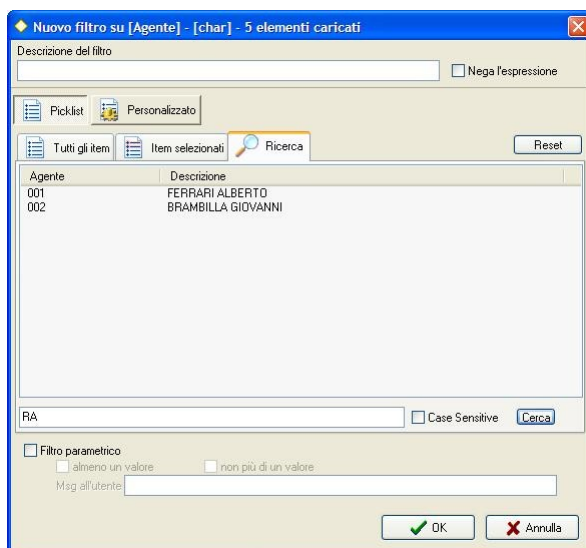 Nuovo filtro su [Agente] - [char] - 5 elementi caricati
Descrizione del filtro
Nega l'espressione
Picklist Personalizzato
Tutti gli item Item selezionati Ricerca Reset
Agente Descrizione
001 FERRARI ALBERTO
002 BRAMBILLA GIOVANNI
RA Case Sensitive Cerca
Filtro parametrico
almeno un valore non più di un valore
Msg all'utente
OK Annulla